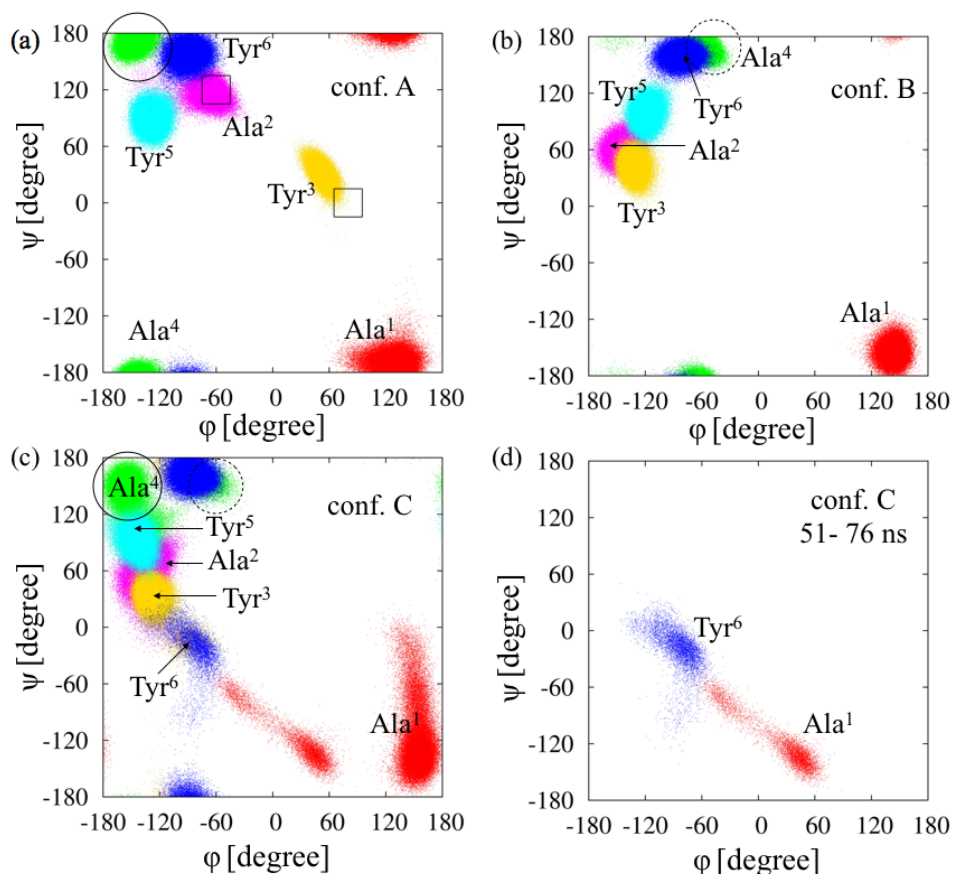 (a)
180
120
60
0
-60
-120
-180
ψ [degree]
Tyr⁶
conf. A
Ala²
Tyr⁵
Tyr³
Ala⁴
Ala¹
-180 -120 -60 0 60 120 180
φ [degree]
(b)
180
120
60
0
-60
-120
-180
ψ [degree]
Ala⁴
conf. B
Tyr⁵
Tyr⁶
Ala²
Tyr³
Ala¹
-180 -120 -60 0 60 120 180
φ [degree]
(c)
180
120
60
0
-60
-120
-180
ψ [degree]
Ala⁴
conf. C
Tyr⁵
Ala²
Tyr³
Tyr⁶
Ala¹
-180 -120 -60 0 60 120 180
φ [degree]
(d)
180
120
60
0
-60
-120
-180
ψ [degree]
conf. C
51- 76 ns
Tyr⁶
Ala¹
-180 -120 -60 0 60 120 180
φ [degree]